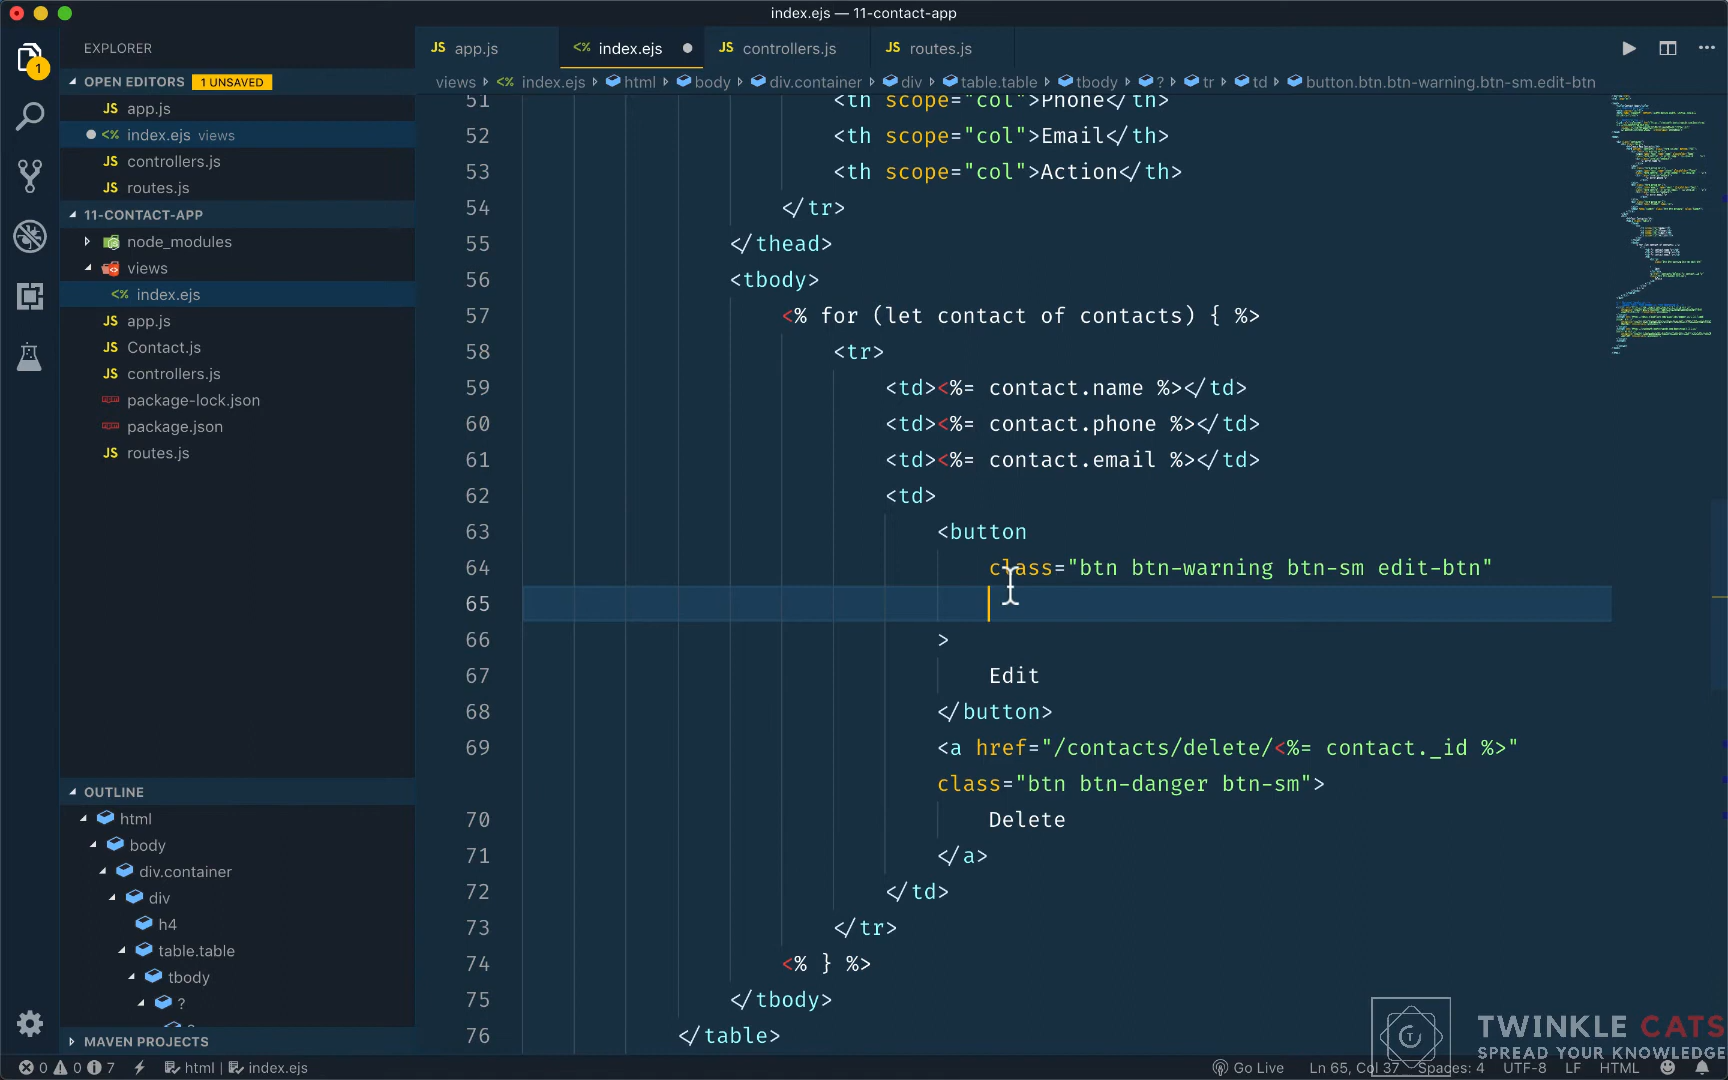 index.ejs — 11-contact-app
EXPLORER
JS app.js
<% index.ejs
JS controllers.js
JS routes.js
1
OPEN EDITORS 1 UNSAVED
views <% index.ejs html body div.container div table.table tbody ? tr td button.btn.btn-warning.btn-sm.edit-btn
JS app.js
<% index.ejs views
JS controllers.js
JS routes.js
11-CONTACT-APP
node_modules
views
<% index.ejs
JS app.js
JS Contact.js
JS controllers.js
package-lock.json
package.json
JS routes.js
OUTLINE
html
body
div.container
div
h4
table.table
tbody
?
MAVEN PROJECTS
51 <th scope="col">Phone</th>
52 <th scope="col">Email</th>
53 <th scope="col">Action</th>
54 </tr>
55 </thead>
56 <tbody>
57 <% for (let contact of contacts) { %>
58 <tr>
59 <td><%= contact.name %></td>
60 <td><%= contact.phone %></td>
61 <td><%= contact.email %></td>
62 <td>
63 <button
64 class="btn btn-warning btn-sm edit-btn"
65
66 >
67 Edit
68 </button>
69 <a href="/contacts/delete/<%= contact._id %>"
class="btn btn-danger btn-sm">
70 Delete
71 </a>
72 </td>
73 </tr>
74 <% } %>
75 </tbody>
76 </table>
TWINKLE CATS
SPREAD YOUR KNOWLEDGE
0 0 7 html index.ejs Go Live Ln 65, Col 37 Spaces: 4 UTF-8 LF HTML